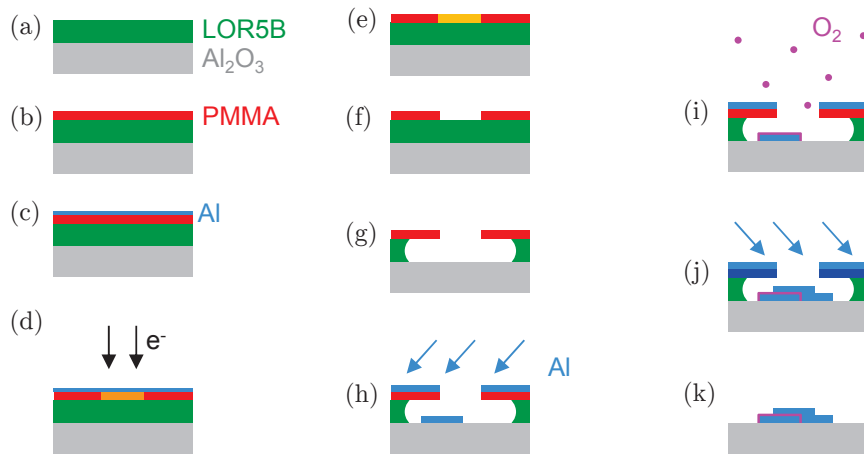 (a)
LOR5B
Al₂O₃
(b)
PMMA
(c)
Al
(d)
e⁻
(e)
(f)
(g)
(h)
Al
O₂
(i)
(j)
(k)